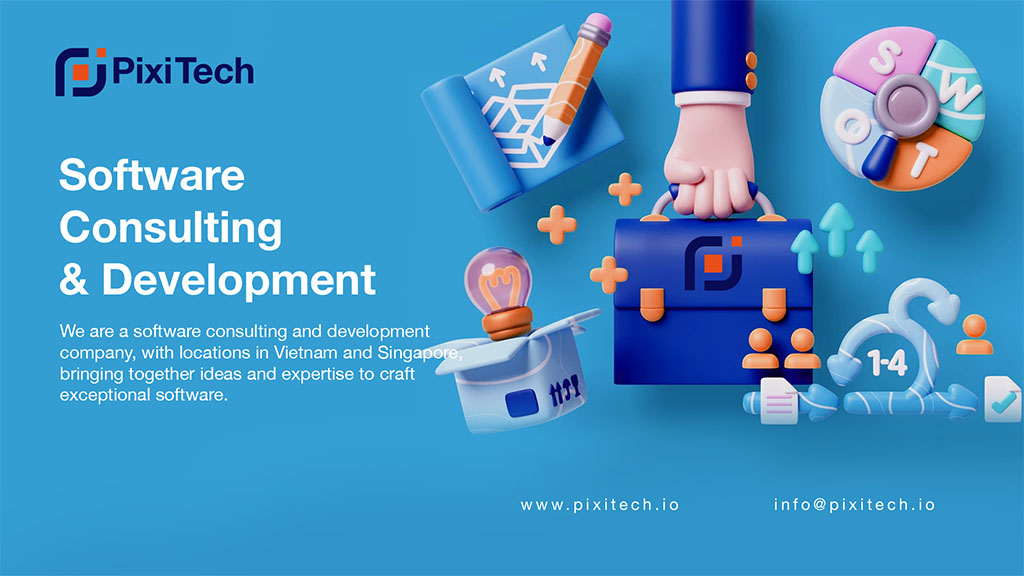 PixiTech
Software
Consulting
& Development
We are a software consulting and development
company, with locations in Vietnam and Singapore,
bringing together ideas and expertise to craft
exceptional software.
S
W
O
T
1-4
www.pixitech.io
info@pixitech.io